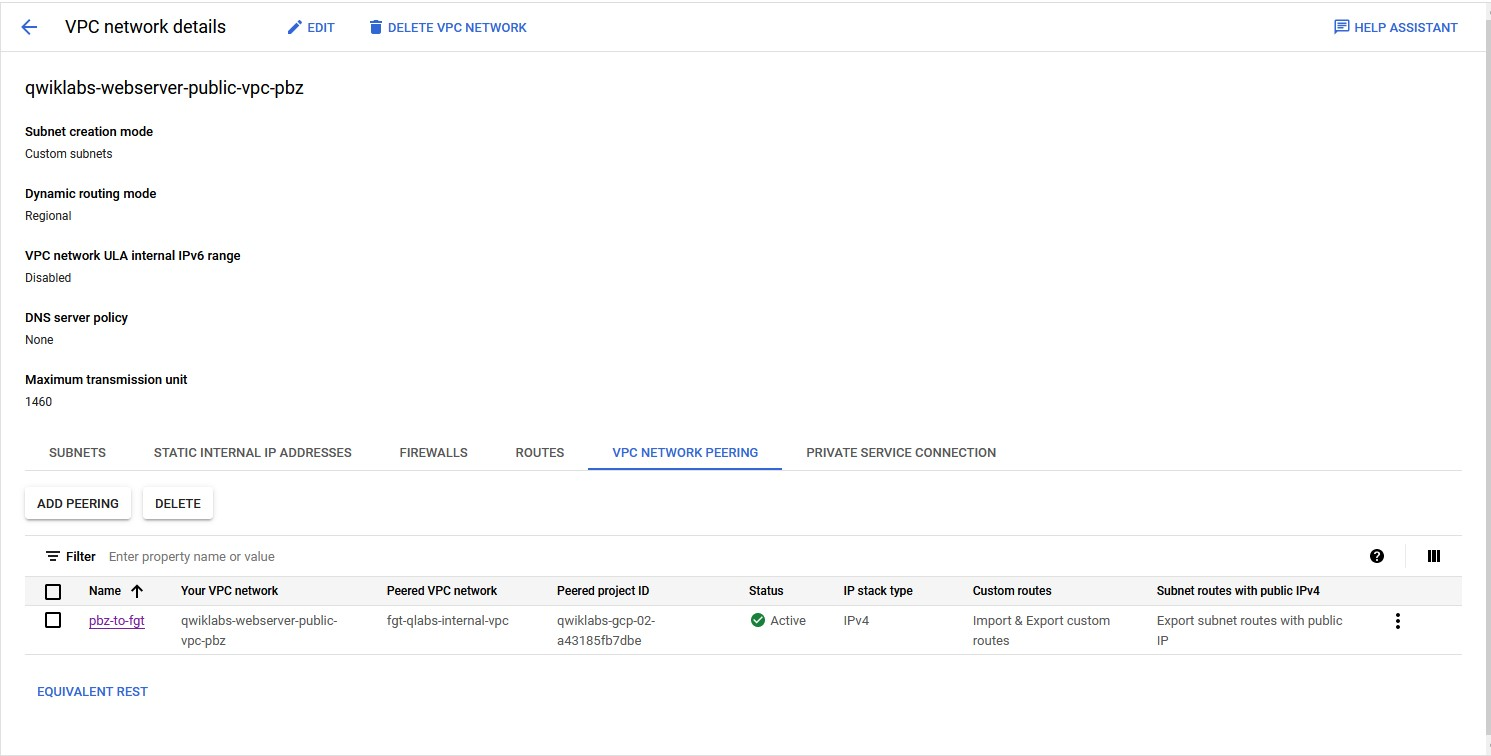 VPC network details EDIT DELETE VPC NETWORK HELP ASSISTANT
qwiklabs-webserver-public-vpc-pbz
Subnet creation mode
Custom subnets
Dynamic routing mode
Regional
VPC network ULA internal IPv6 range
Disabled
DNS server policy
None
Maximum transmission unit
1460
SUBNETS STATIC INTERNAL IP ADDRESSES FIREWALLS ROUTES VPC NETWORK PEERING PRIVATE SERVICE CONNECTION
ADD PEERING DELETE
Filter Enter property name or value
Name Your VPC network Peered VPC network Peered project ID Status IP stack type Custom routes Subnet routes with public IPv4
pbz-to-fgt qwiklabs-webserver-public- fgt-qlabs-internal-vpc qwiklabs-gcp-02- Active IPv4 Import & Export custom Export subnet routes with public
vpc-pbz a43185fb7dbe routes IP
EQUIVALENT REST